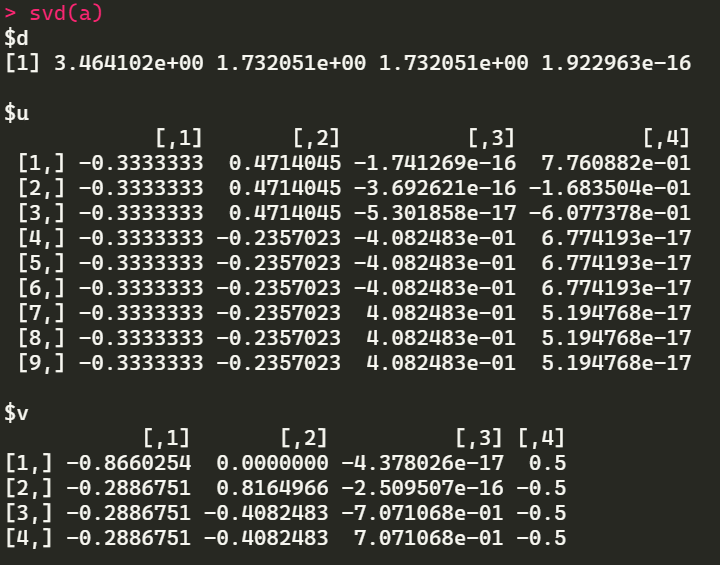 > svd(a)
$d
[1] 3.464102e+00 1.732051e+00 1.732051e+00 1.922963e-16
$u
[,1] [,2] [,3] [,4]
[1,] -0.3333333 0.4714045 -1.741269e-16 7.760882e-01
[2,] -0.3333333 0.4714045 -3.692621e-16 -1.683504e-01
[3,] -0.3333333 0.4714045 -5.301858e-17 -6.077378e-01
[4,] -0.3333333 -0.2357023 -4.082483e-01 6.774193e-17
[5,] -0.3333333 -0.2357023 -4.082483e-01 6.774193e-17
[6,] -0.3333333 -0.2357023 -4.082483e-01 6.774193e-17
[7,] -0.3333333 -0.2357023 4.082483e-01 5.194768e-17
[8,] -0.3333333 -0.2357023 4.082483e-01 5.194768e-17
[9,] -0.3333333 -0.2357023 4.082483e-01 5.194768e-17
$v
[,1] [,2] [,3] [,4]
[1,] -0.8660254 0.0000000 -4.378026e-17 0.5
[2,] -0.2886751 0.8164966 -2.509507e-16 -0.5
[3,] -0.2886751 -0.4082483 -7.071068e-01 -0.5
[4,] -0.2886751 -0.4082483 7.071068e-01 -0.5